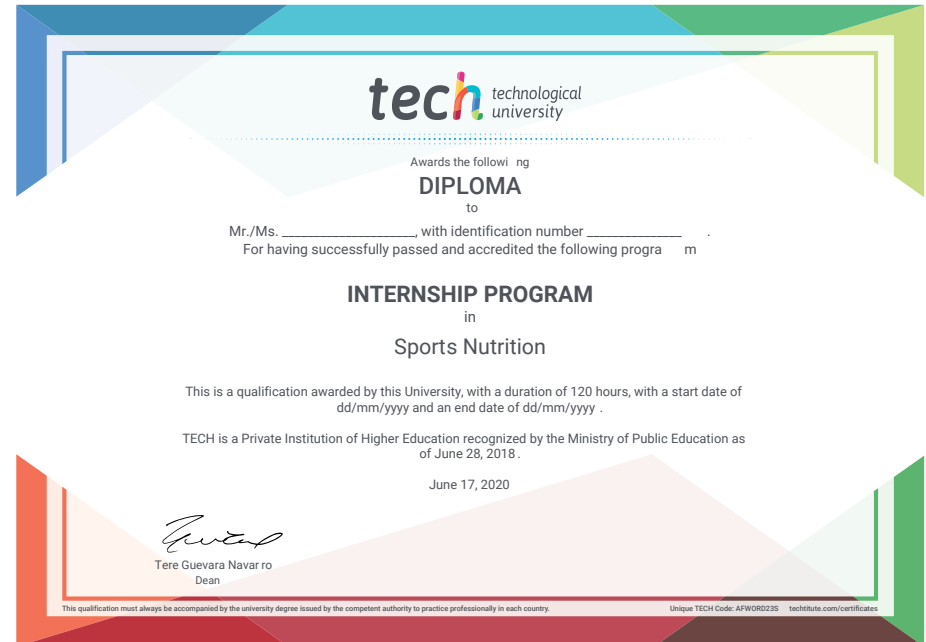 tech technological
university
Awards the followi ng
DIPLOMA
to
Mr./Ms. ____________________, with identification number ______________ .
For having successfully passed and accredited the following progra m
INTERNSHIP PROGRAM
in
Sports Nutrition
This is a qualification awarded by this University, with a duration of 120 hours, with a start date of
dd/mm/yyyy and an end date of dd/mm/yyyy .
TECH is a Private Institution of Higher Education recognized by the Ministry of Public Education as
of June 28, 2018 .
June 17, 2020
Tere Guevara Navar ro
Dean
This qualification must always be accompanied by the university degree issued by the competent authority to practice professionally in each country. Unique TECH Code: AFWORD23S techtitute.com/certificates